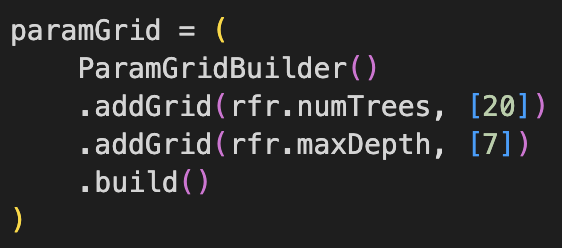 paramGrid = (
    ParamGridBuilder()
    .addGrid(rfr.numTrees, [20])
    .addGrid(rfr.maxDepth, [7])
    .build()
)